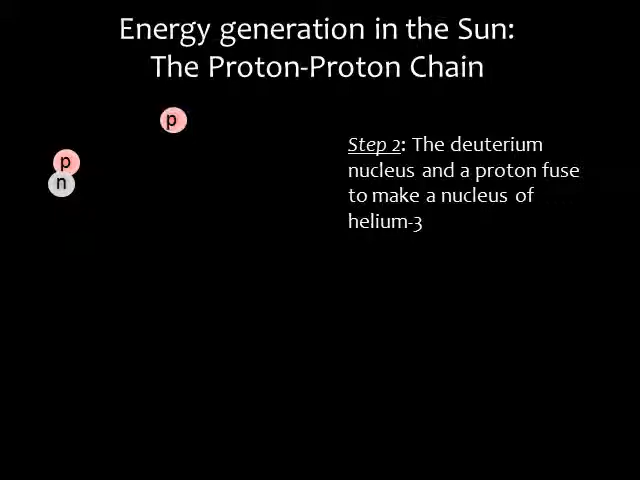 Energy generation in the Sun:
The Proton-Proton Chain
p
Step 2: The deuterium
nucleus and a proton fuse
to make a nucleus of
helium-3
p
n